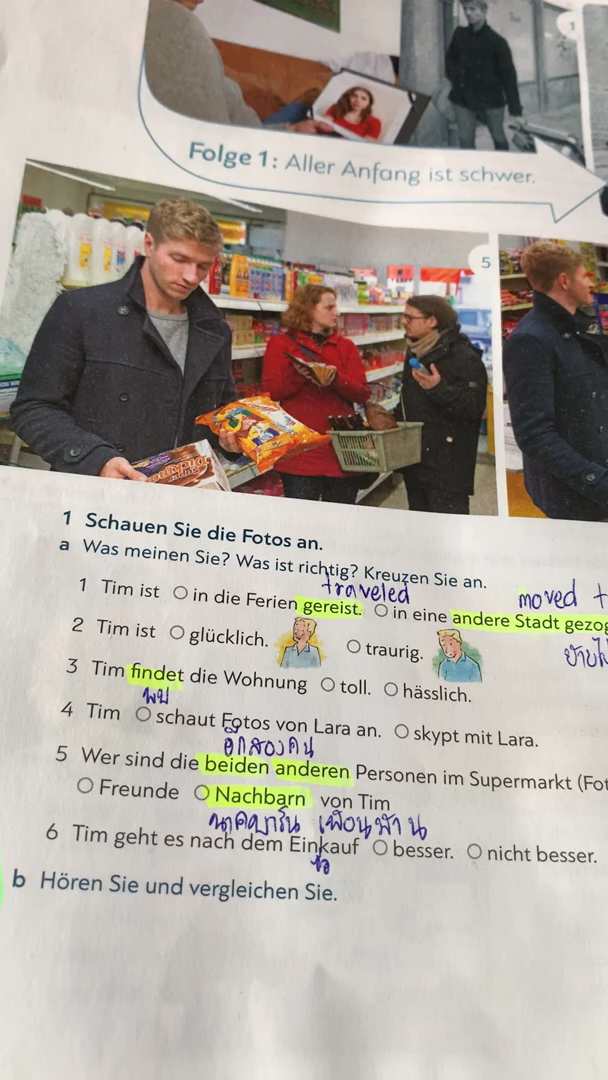 Folge 1: Aller Anfang ist schwer.
5
1 Schauen Sie die Fotos an.
a Was meinen Sie? Was ist richtig? Kreuzen Sie an.
traveled moved
1 Tim ist O in die Ferien gereist. O in eine andere Stadt gezog
2 Tim ist O glücklich. O traurig.
3 Tim findet die Wohnung O toll. O hässlich.
พบ
4 Tim O schaut Fotos von Lara an. O skypt mit Lara.
อีกสองคน
5 Wer sind die beiden anderen Personen im Supermarkt (Fot
O Freunde O Nachbarn von Tim
เพื่อนบ้าน
6 Tim geht es nach dem Einkauf O besser. O nicht besser.
ซื้อ
b Hören Sie und vergleichen Sie.